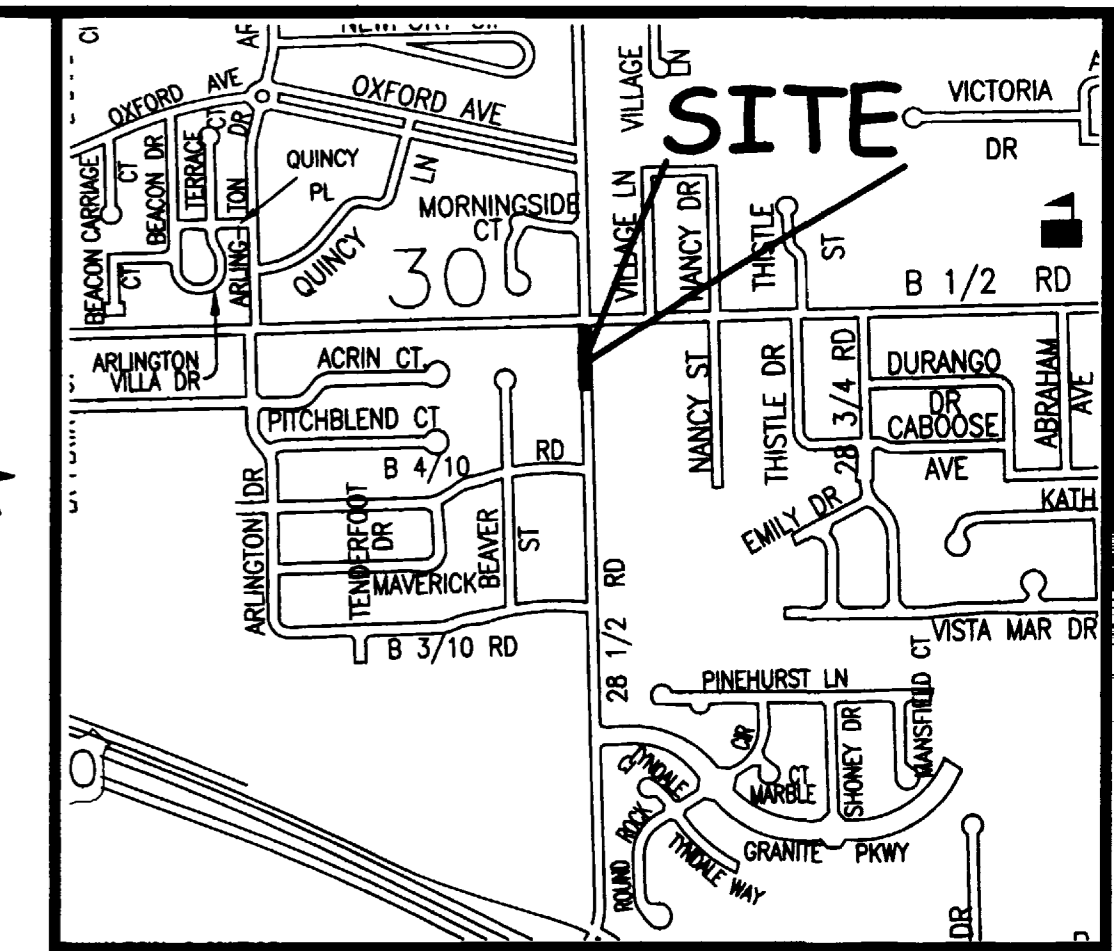 OXFORD AVE
OXFORD AVE
VILLAGE
LN
SITE
VICTORIA
DR
BEACON CARRIAGE
CT
BEACON DR
TERRACE
CT
DR
ARLING-
TON
QUINCY
PL
QUINCY
LN
MORNINGSIDE
CT
30
VILLAGE LN
NANCY DR
THISTLE
ST
B 1/2 RD
CT
ARLINGTON
VILLA DR
ACRIN CT.
PITCHBLEND CT
B 4/10
RD
NANCY ST
THISTLE DR
28 3/4 RD
DURANGO
DR
CABOOSE
AVE
ABRAHAM
AVE
KATH
EMILY DR
ARLINGTON DR
TENDERFOOT
DR
MAVERICK
BEAVER
ST
B 3/10 RD
28 1/2 RD
VISTA MAR DR
PINEHURST LN
CIR
CT
MARBLE
SHONEY DR
MANSFIELD CT
TYNDALE
CT
ROUND
ROCK
TYNDALE WAY
GRANITE PKWY
DR